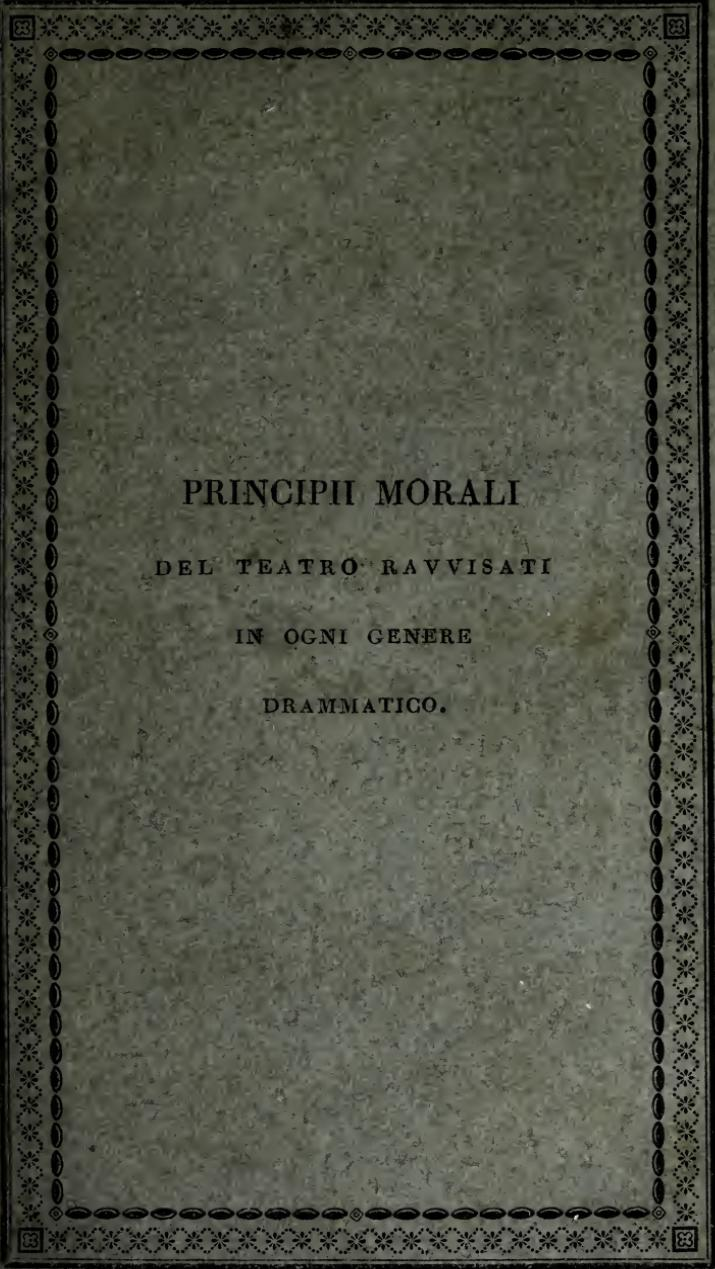 PRINCIPII MORALI
DEL TEATRO RAVVISATI
IN OGNI GENERE
DRAMMATICO.